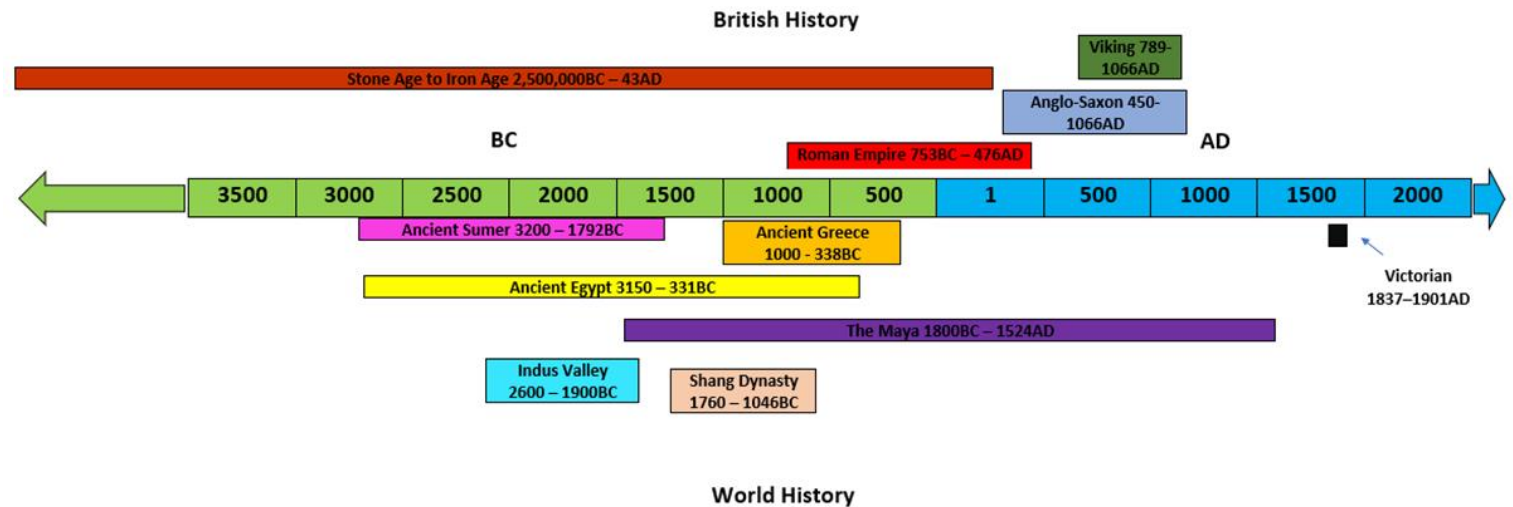 British History
Viking 789-
1066AD
Stone Age to Iron Age 2,500,000BC – 43AD
Anglo-Saxon 450-
1066AD
BC
AD
Roman Empire 753BC – 476AD
3500 3000 2500 2000 1500 1000 500 1 500 1000 1500 2000
Ancient Sumer 3200 – 1792BC
Ancient Greece
1000 - 338BC
Victorian
1837–1901AD
Ancient Egypt 3150 – 331BC
The Maya 1800BC – 1524AD
Indus Valley
2600 – 1900BC
Shang Dynasty
1760 – 1046BC
World History